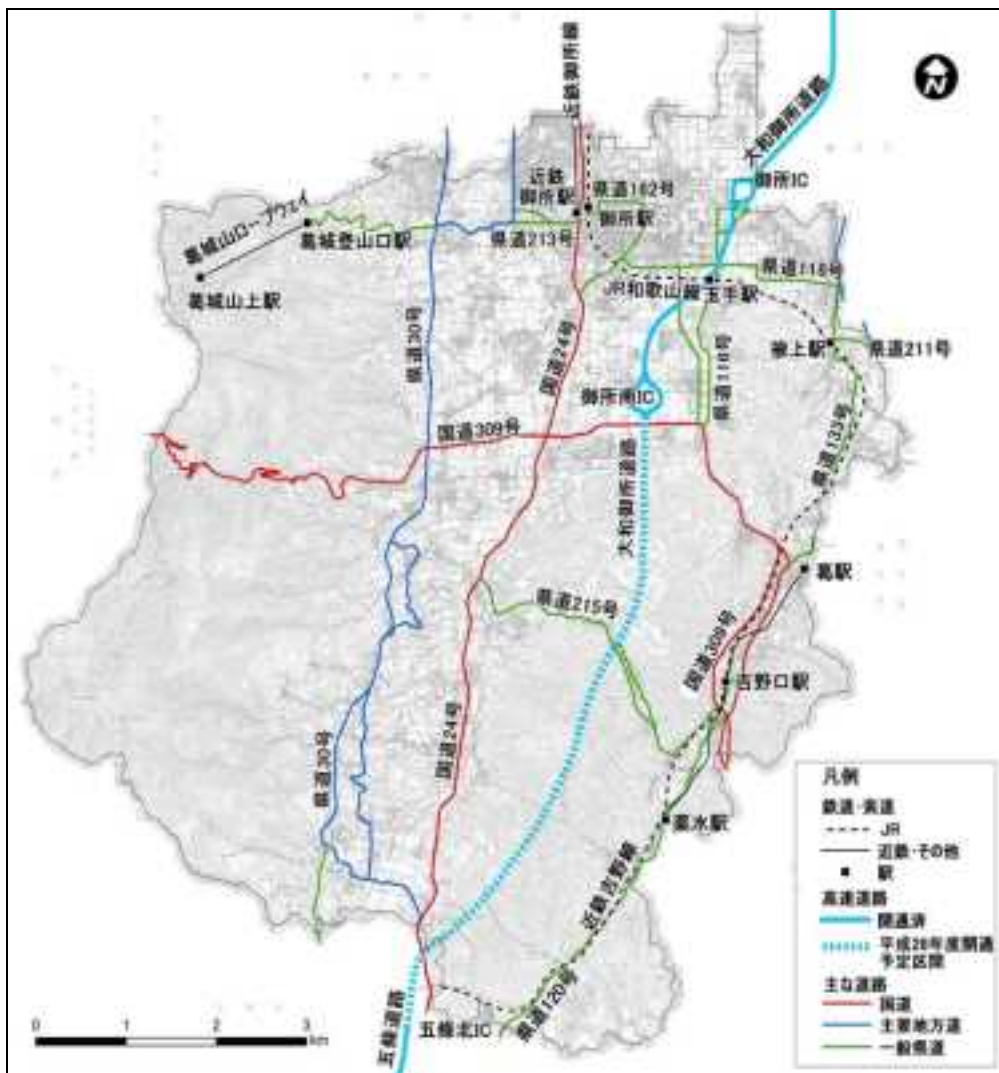 N
近鉄御所線
大和御所道路
御所IC
近鉄
御所駅
県道162号
御所駅
葛城山ロープウェイ
葛城登山口駅
県道213号
葛城山上駅
県道30号
国道24号
県道118号
JR和歌山線
玉手駅
掖上駅
県道211号
御所南IC
県道116号
国道309号
大和御所道路
県道133号
葛駅
県道215号
国道309号
吉野口駅
国道24号
県道30号
薬水駅
近鉄吉野線
県道120号
五條北IC
五條道路
0 1 2 3
km
凡例
鉄道・索道
JR
近鉄・その他
駅
高速道路
開通済
平成28年度開通
予定区間
主な道路
国道
主要地方道
一般県道